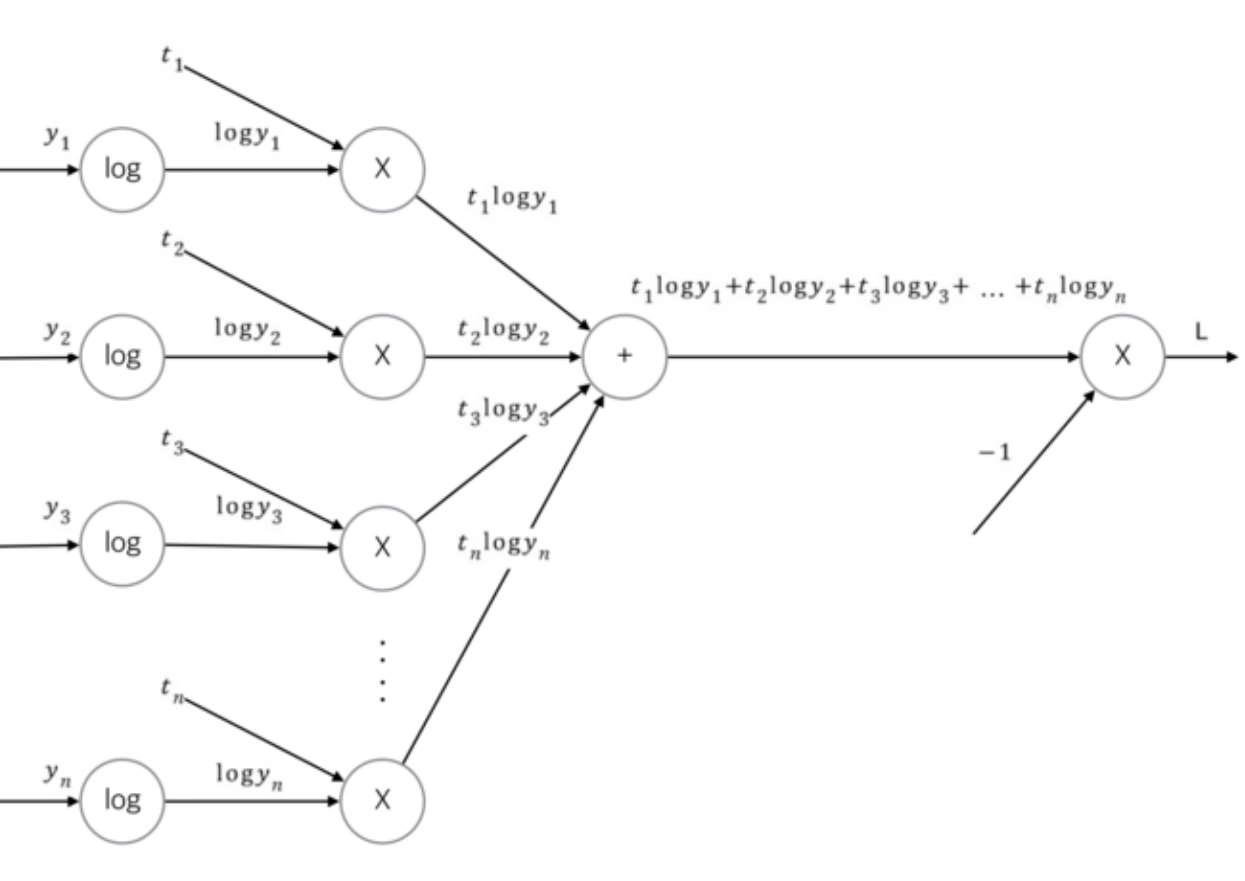 t₁
y₁ log logy₁ X
t₁logy₁
t₂
t₁logy₁+t₂logy₂+t₃logy₃+ ... +tₙlogyₙ
y₂ log logy₂ X t₂logy₂ + X L
t₃logy₃
t₃
−1
y₃ log logy₃ X
tₙlogyₙ
tₙ
yₙ log logyₙ X